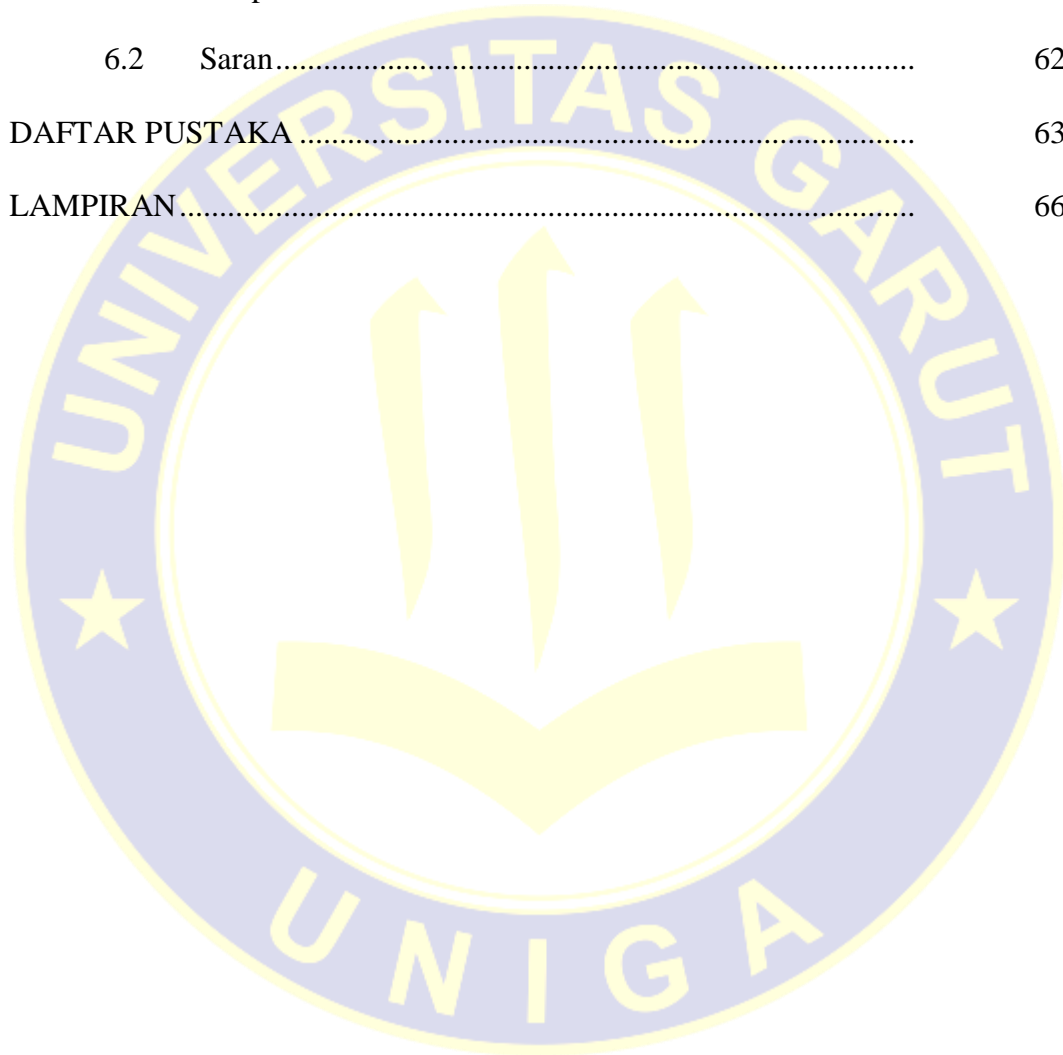 6.2 Saran........................................................................... 62
DAFTAR PUSTAKA ........................................................................ 63
LAMPIRAN...................................................................................... 66
UNIVERSITAS GARUT
UNIGA